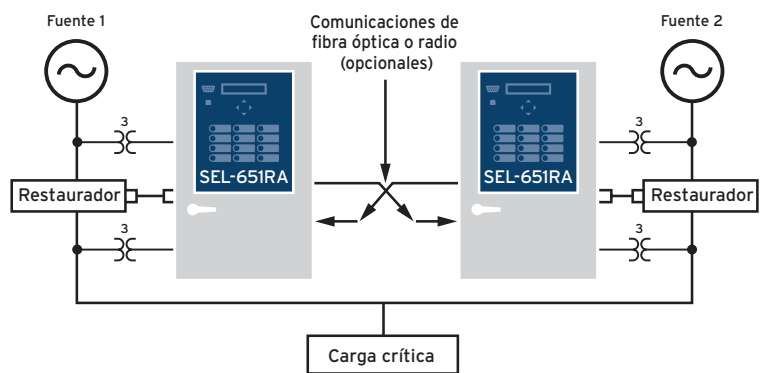 Fuente 1
Comunicaciones de
fibra óptica o radio
(opcionales)
Fuente 2
3
3
SEL-651RA
SEL-651RA
Restaurador
Restaurador
3
3
Carga crítica